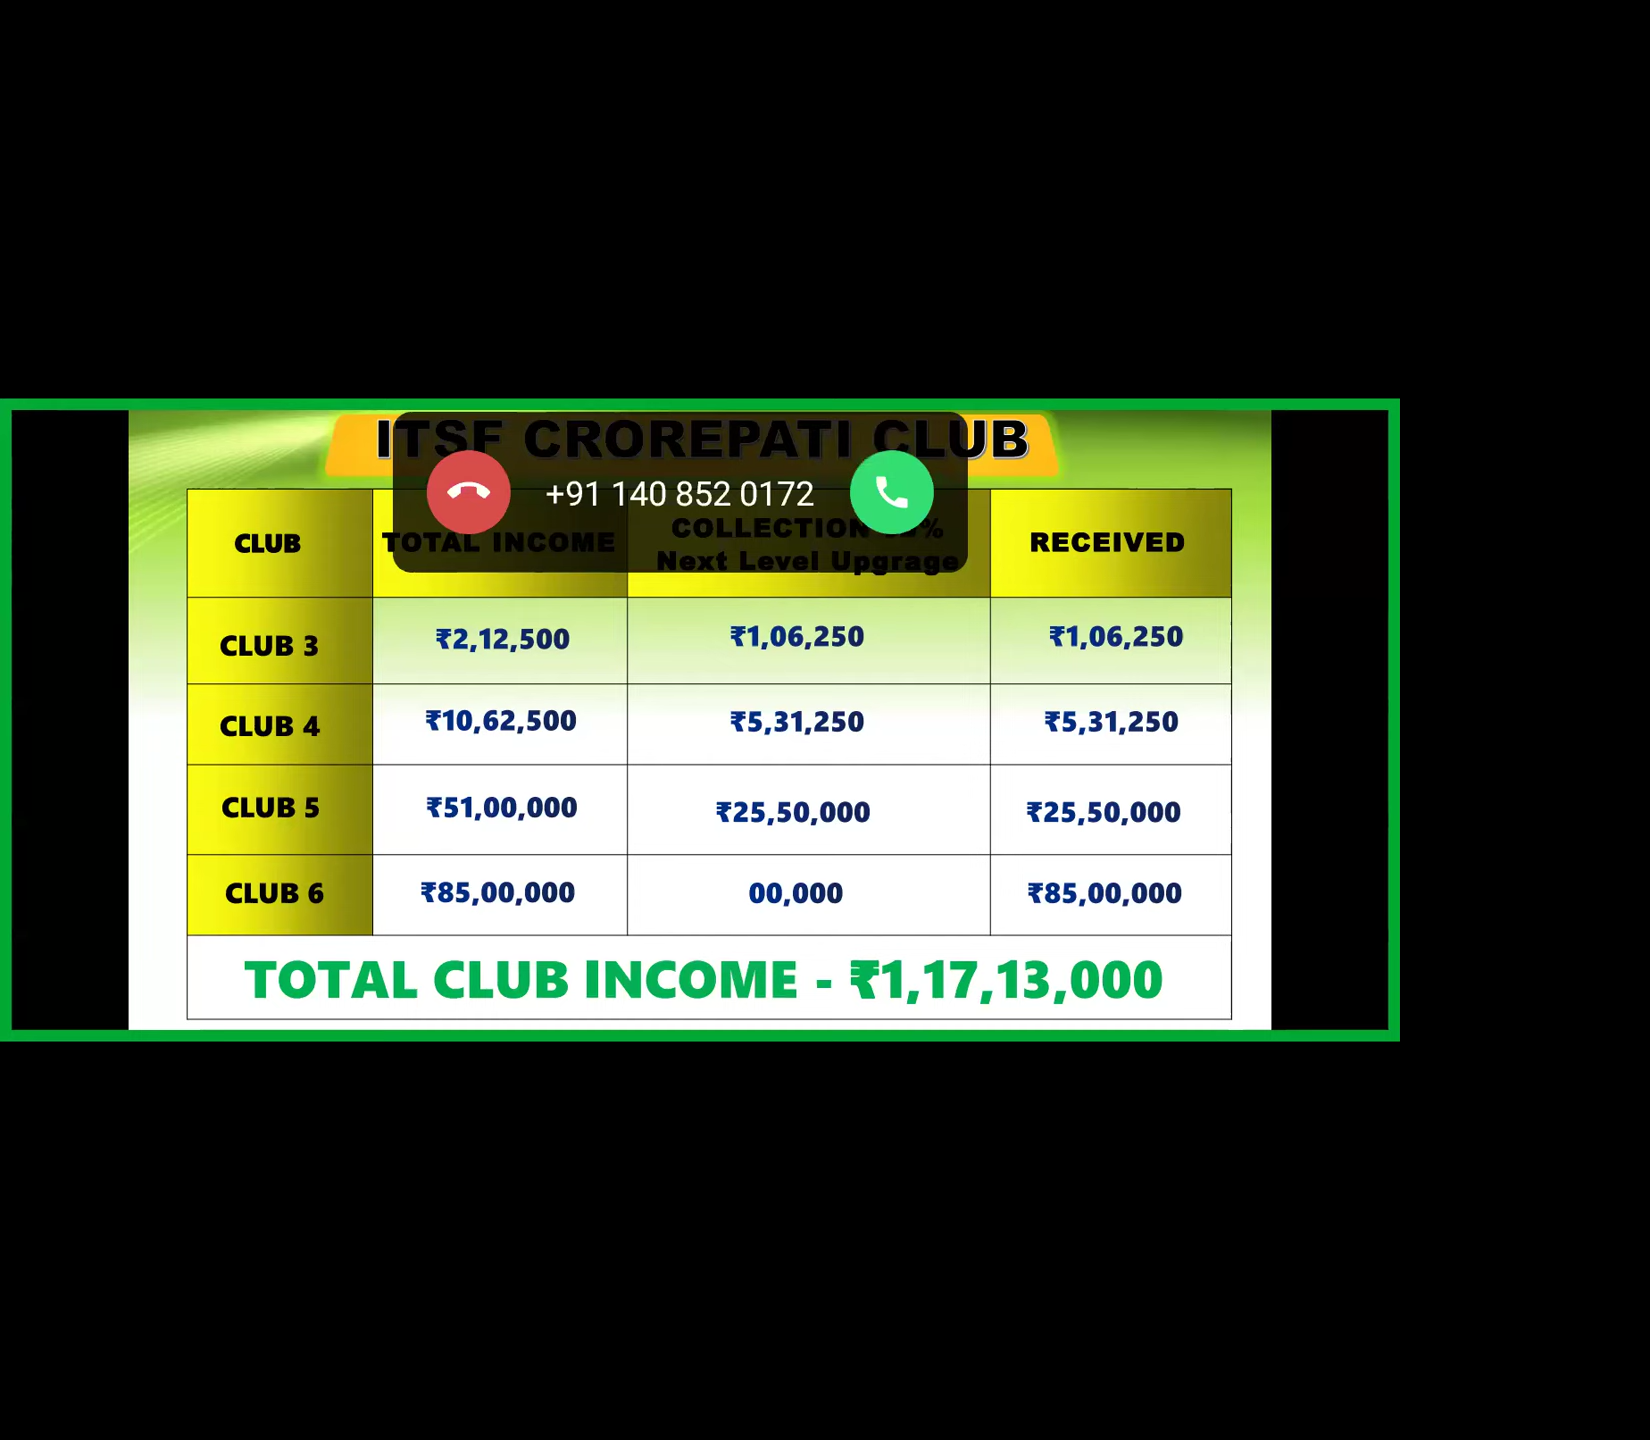 ITSF CROREPATI CLUB
+91 140 852 0172
CLUB TOTAL INCOME COLLECTION % Next Level Upgrage RECEIVED
CLUB 3 ₹2,12,500 ₹1,06,250 ₹1,06,250
CLUB 4 ₹10,62,500 ₹5,31,250 ₹5,31,250
CLUB 5 ₹51,00,000 ₹25,50,000 ₹25,50,000
CLUB 6 ₹85,00,000 00,000 ₹85,00,000
TOTAL CLUB INCOME - ₹1,17,13,000